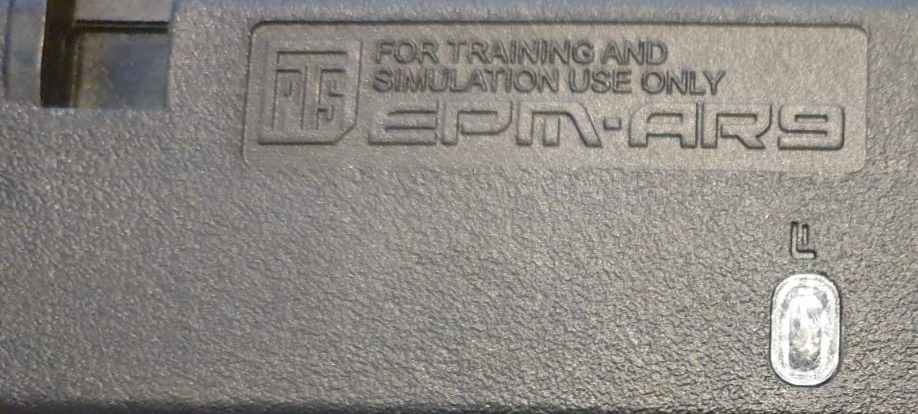 PTS
FOR TRAINING AND
SIMULATION USE ONLY
EPM-AR9
L